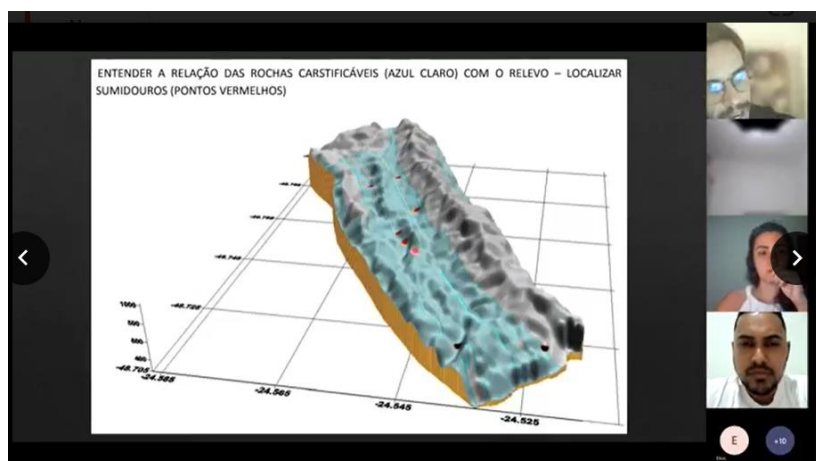 ENTENDER A RELAÇÃO DAS ROCHAS CARSTIFICÁVEIS (AZUL CLARO) COM O RELEVO – LOCALIZAR
SUMIDOUROS (PONTOS VERMELHOS)
1000
-48.705
-24.585
-24.565
-24.545
-24.525
E
+10